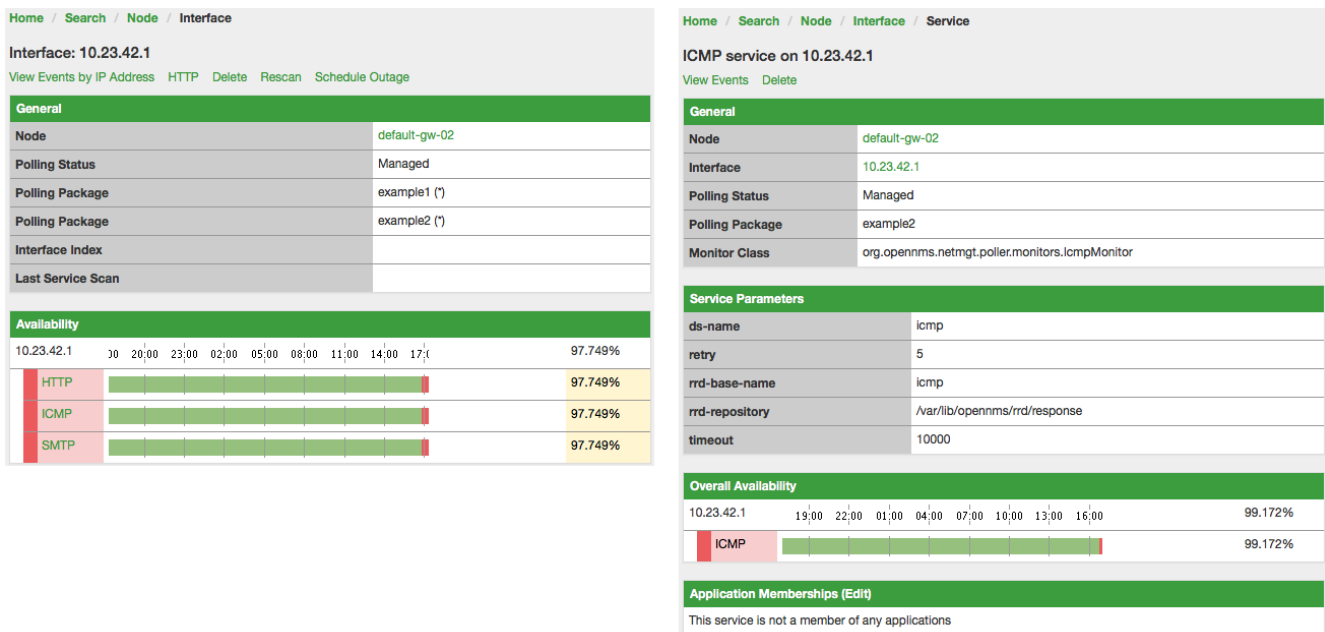 Home / Search / Node / Interface
Interface: 10.23.42.1
View Events by IP Address HTTP Delete Rescan Schedule Outage
General
Node default-gw-02
Polling Status Managed
Polling Package example1 (*)
Polling Package example2 (*)
Interface Index
Last Service Scan
Availability
10.23.42.1 20:00 23:00 02:00 05:00 08:00 11:00 14:00 97.749%
HTTP 97.749%
ICMP 97.749%
SMTP 97.749%
Home / Search / Node / Interface / Service
ICMP service on 10.23.42.1
View Events Delete
General
Node default-gw-02
Interface 10.23.42.1
Polling Status Managed
Polling Package example2
Monitor Class org.opennms.netmgt.poller.monitors.IcmpMonitor
Service Parameters
ds-name icmp
retry 5
rrd-base-name icmp
rrd-repository /var/lib/opennms/rrd/response
timeout 10000
Overall Availability
10.23.42.1 19:00 22:00 01:00 04:00 07:00 10:00 13:00 16:00 99.172%
ICMP 99.172%
Application Memberships (Edit)
This service is not a member of any applications